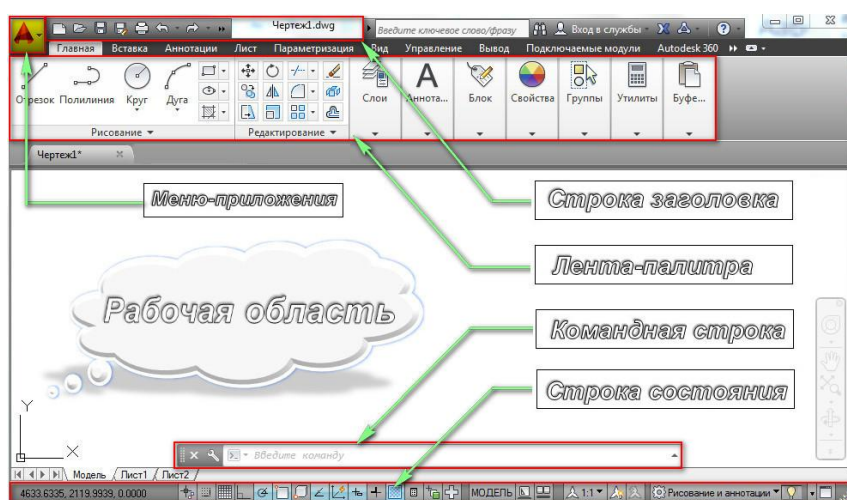 Чертеж1.dwg
Введите ключевое слово/фразу
Вход в службы
Главная Вставка Аннотации Лист Параметризация Вид Управление Вывод Подключаемые модули Autodesk 360
Отрезок Полилиния Круг Дуга
Слои Аннота... Блок Свойства Группы Утилиты Буфе...
Рисование Редактирование
Чертеж1*
Меню-приложения
Строка заголовка
Лента-палитра
Рабочая область
Командная строка
Строка состояния
Y
X
Введите команду
Модель Лист1 Лист2
4633.6335, 2119.9939, 0.0000 МОДЕЛЬ 1:1 Рисование и аннотации